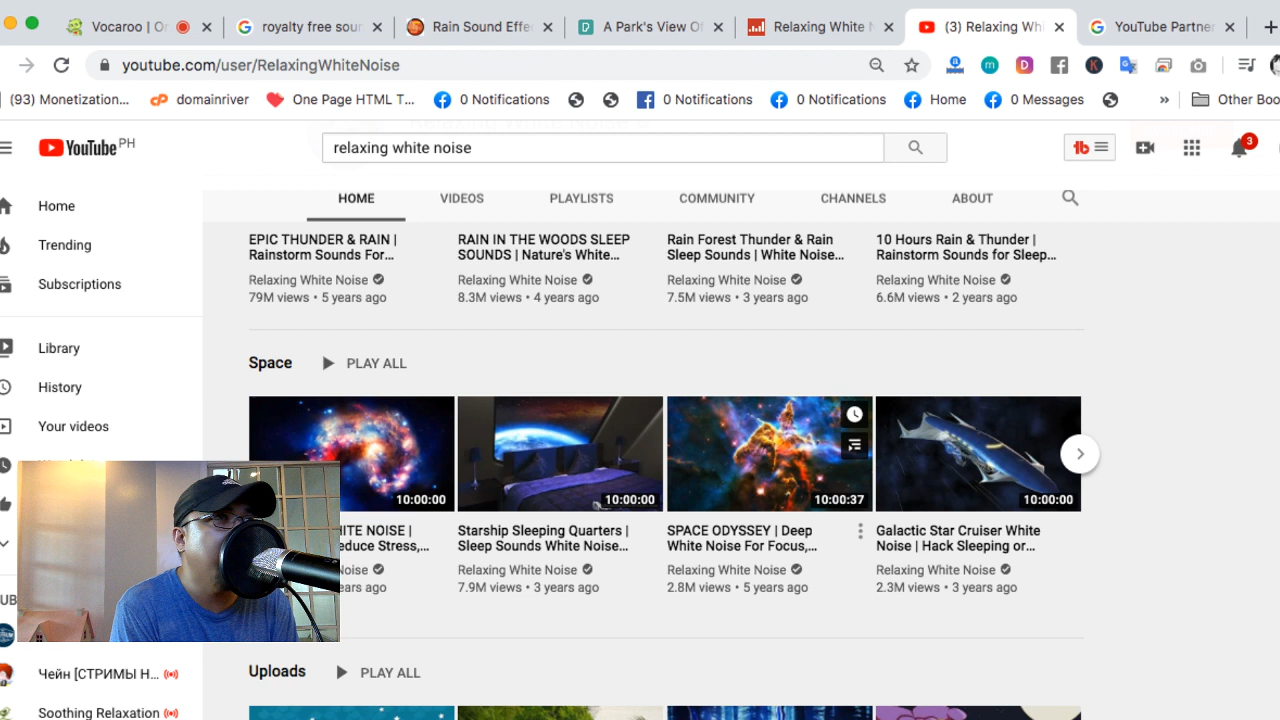 Vocaroo | O
royalty free sour
Rain Sound Effe
A Park's View Of
Relaxing White N
(3) Relaxing Whi
YouTube Partner
youtube.com/user/RelaxingWhiteNoise
(93) Monetization...
domainriver
One Page HTML T...
0 Notifications
0 Notifications
0 Notifications
Home
0 Messages
»
Other Boo
YouTube PH
relaxing white noise
3
HOME
VIDEOS
PLAYLISTS
COMMUNITY
CHANNELS
ABOUT
Home
Trending
Subscriptions
Library
History
Your videos
EPIC THUNDER & RAIN |
Rainstorm Sounds For...
Relaxing White Noise
79M views • 5 years ago
RAIN IN THE WOODS SLEEP
SOUNDS | Nature's White...
Relaxing White Noise
8.3M views • 4 years ago
Rain Forest Thunder & Rain
Sleep Sounds | White Noise...
Relaxing White Noise
7.5M views • 3 years ago
10 Hours Rain & Thunder |
Rainstorm Sounds for Sleep...
Relaxing White Noise
6.6M views • 2 years ago
Space
PLAY ALL
10:00:00
HITE NOISE |
educe Stress,...
Noise
ars ago
10:00:00
Starship Sleeping Quarters |
Sleep Sounds White Noise...
Relaxing White Noise
7.9M views • 3 years ago
10:00:37
SPACE ODYSSEY | Deep
White Noise For Focus,...
Relaxing White Noise
2.8M views • 5 years ago
10:00:00
Galactic Star Cruiser White
Noise | Hack Sleeping or...
Relaxing White Noise
2.3M views • 3 years ago
UB
Чейн [СТРИМЫ Н...
Soothing Relaxation
Uploads
PLAY ALL